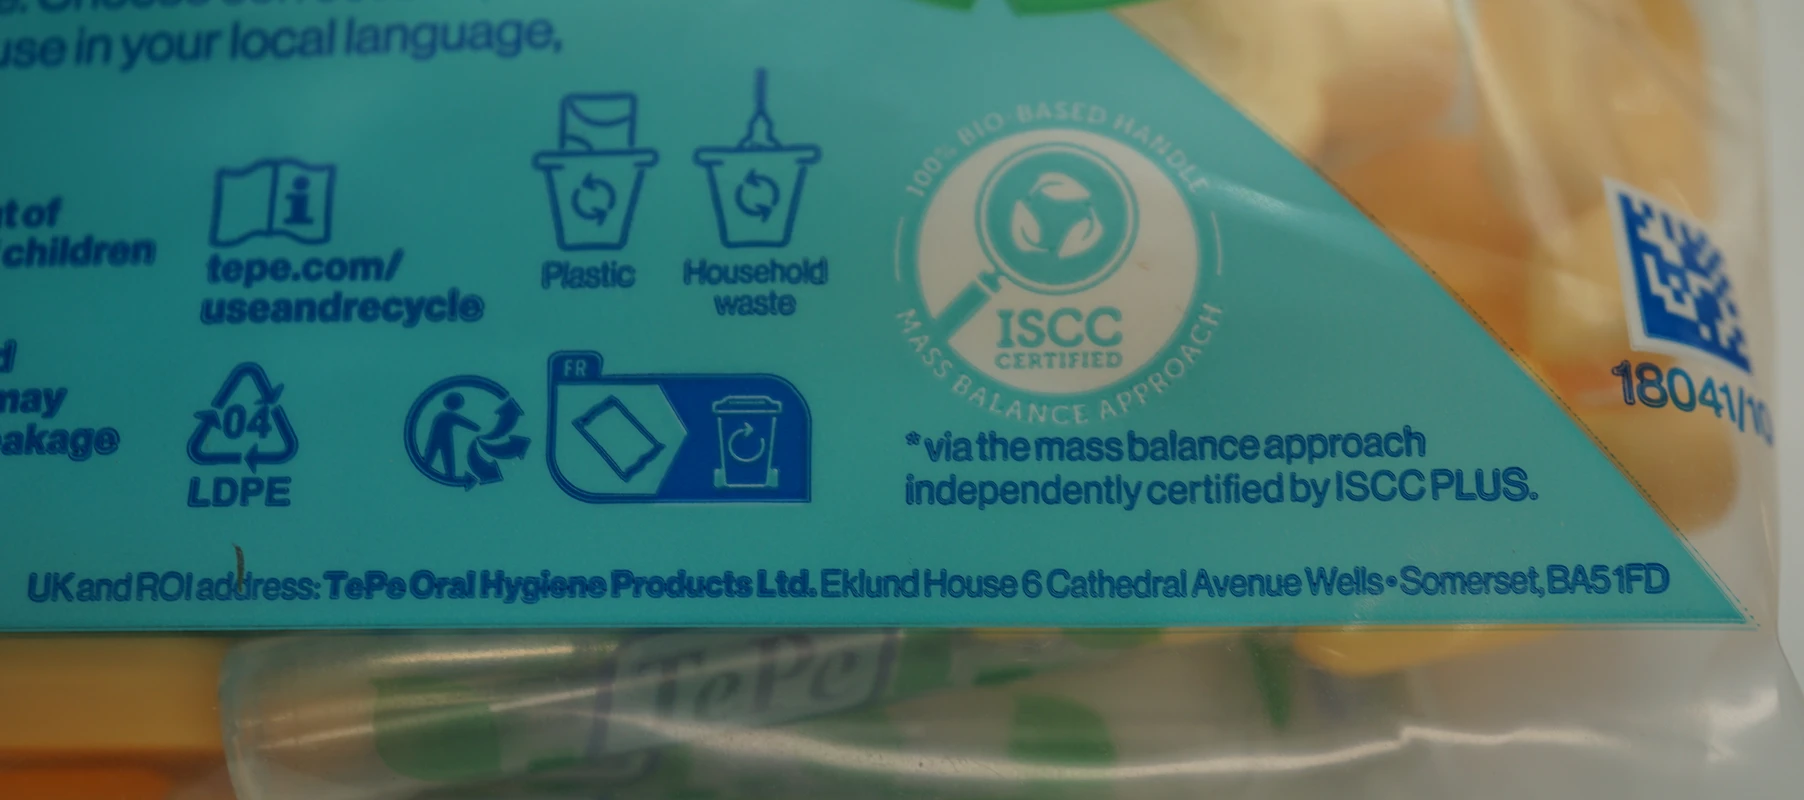 use in your local language,
t of
children
tepe.com/
useandrecycle
Plastic
Household
waste
100% BIO BASED HANDLE
ISCC
CERTIFIED
MASS BALANCE APPROACH
may
akage
04
LDPE
FR
*via the mass balance approach
independently certified by ISCC PLUS.
18041/10
UK and ROI address: TePe Oral Hygiene Products Ltd. Eklund House 6 Cathedral Avenue Wells • Somerset, BA5 1FD
TePe